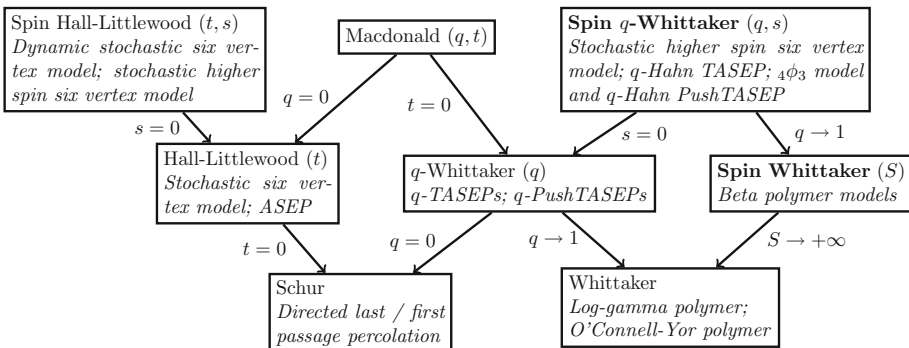 Spin Hall-Littlewood (t, s)
Dynamic stochastic six ver-
tex model; stochastic higher
spin six vertex model
Macdonald (q, t)
Spin q-Whittaker (q, s)
Stochastic higher spin six vertex
model; q-Hahn TASEP; ₄ϕ₃ model
and q-Hahn PushTASEP
s = 0
q = 0
t = 0
s = 0
q → 1
Hall-Littlewood (t)
Stochastic six ver-
tex model; ASEP
q-Whittaker (q)
q-TASEPs; q-PushTASEPs
Spin Whittaker (S)
Beta polymer models
t = 0
q = 0
q → 1
S → +∞
Schur
Directed last / first
passage percolation
Whittaker
Log-gamma polymer;
O'Connell-Yor polymer